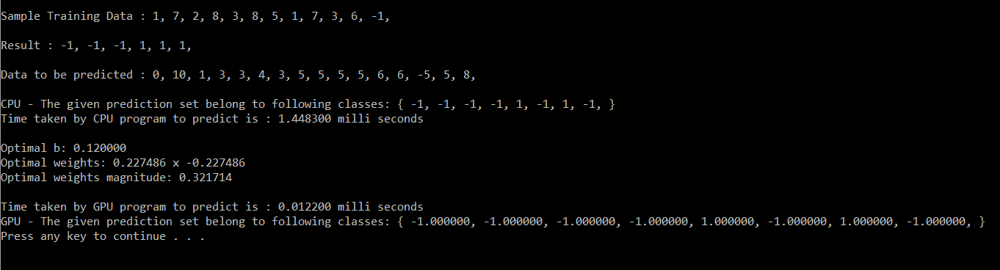 Sample Training Data : 1, 7, 2, 8, 3, 8, 5, 1, 7, 3, 6, -1,
Result : -1, -1, -1, 1, 1, 1,
Data to be predicted : 0, 10, 1, 3, 3, 4, 3, 5, 5, 5, 5, 6, 6, -5, 5, 8,
CPU - The given prediction set belong to following classes: { -1, -1, -1, -1, 1, -1, 1, -1, }
Time taken by CPU program to predict is : 1.448300 milli seconds
Optimal b: 0.120000
Optimal weights: 0.227486 x -0.227486
Optimal weights magnitude: 0.321714
Time taken by GPU program to predict is : 0.012200 milli seconds
GPU - The given prediction set belong to following classes: { -1.000000, -1.000000, -1.000000, -1.000000, 1.000000, -1.000000, 1.000000, -1.000000, }
Press any key to continue . . .